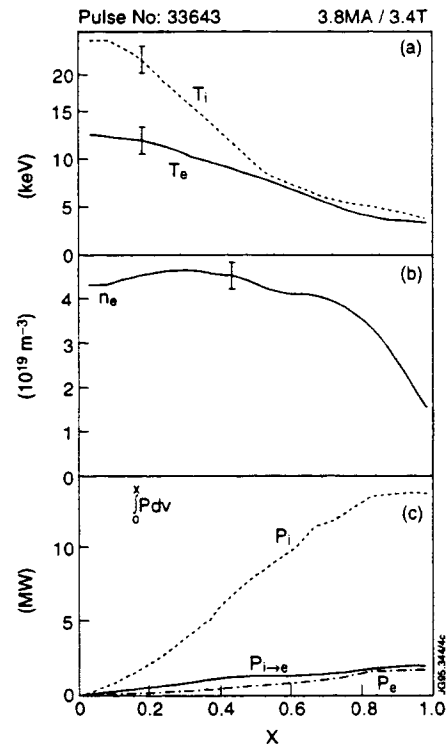 Pulse No: 33643 3.8MA / 3.4T
(a)
20
15
10
5
0
(keV)
Ti
Te
(b)
4
3
2
1
0
(10¹⁹ m⁻³)
ne
(c)
x
∫Pdv
0
10
5
0
(MW)
Pi
Pi→e
Pe
0 0.2 0.4 0.6 0.8 1.0
X
JG95.344/4c